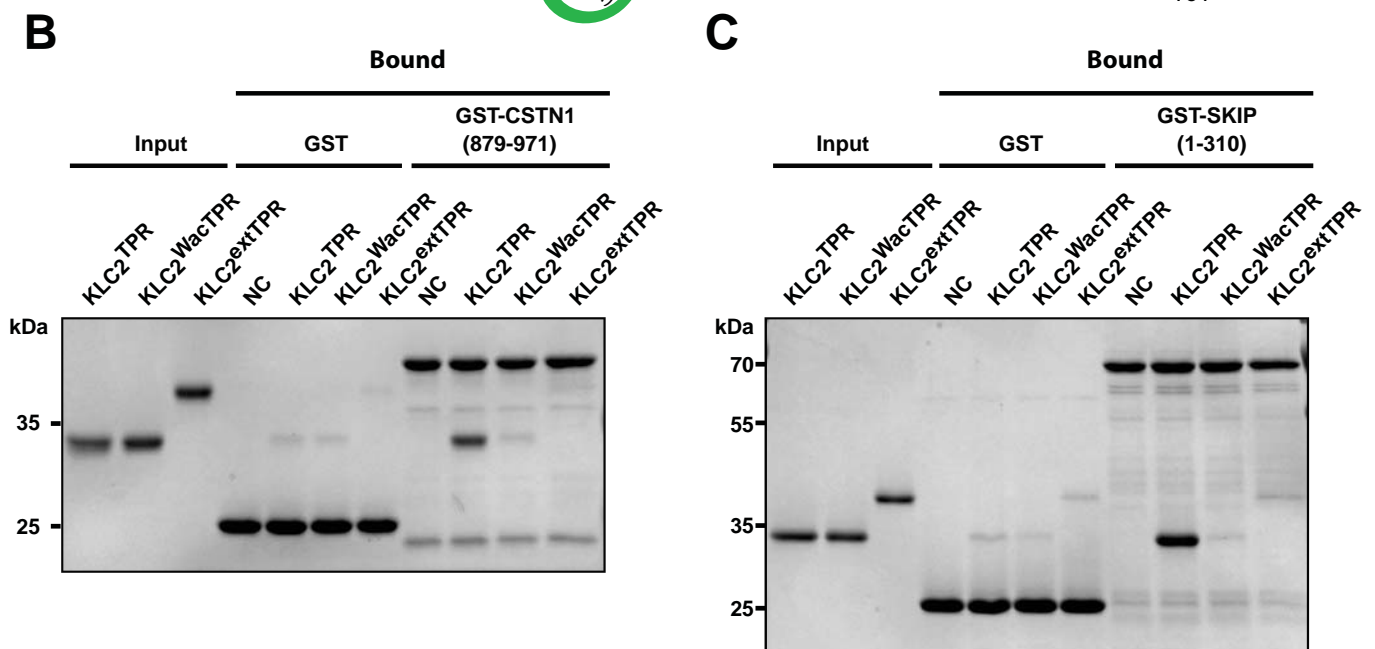 B
Bound
Input
GST
GST-CSTN1
(879-971)
KLC2TPR
KLC2WacTPR
KLC2extTPR
NC
KLC2TPR
KLC2WacTPR
KLC2extTPR
NC
KLC2TPR
KLC2WacTPR
KLC2extTPR
kDa
35
25
C
Bound
Input
GST
GST-SKIP
(1-310)
KLC2TPR
KLC2WacTPR
KLC2extTPR
NC
KLC2TPR
KLC2WacTPR
KLC2extTPR
NC
KLC2TPR
KLC2WacTPR
KLC2extTPR
kDa
70
55
35
25